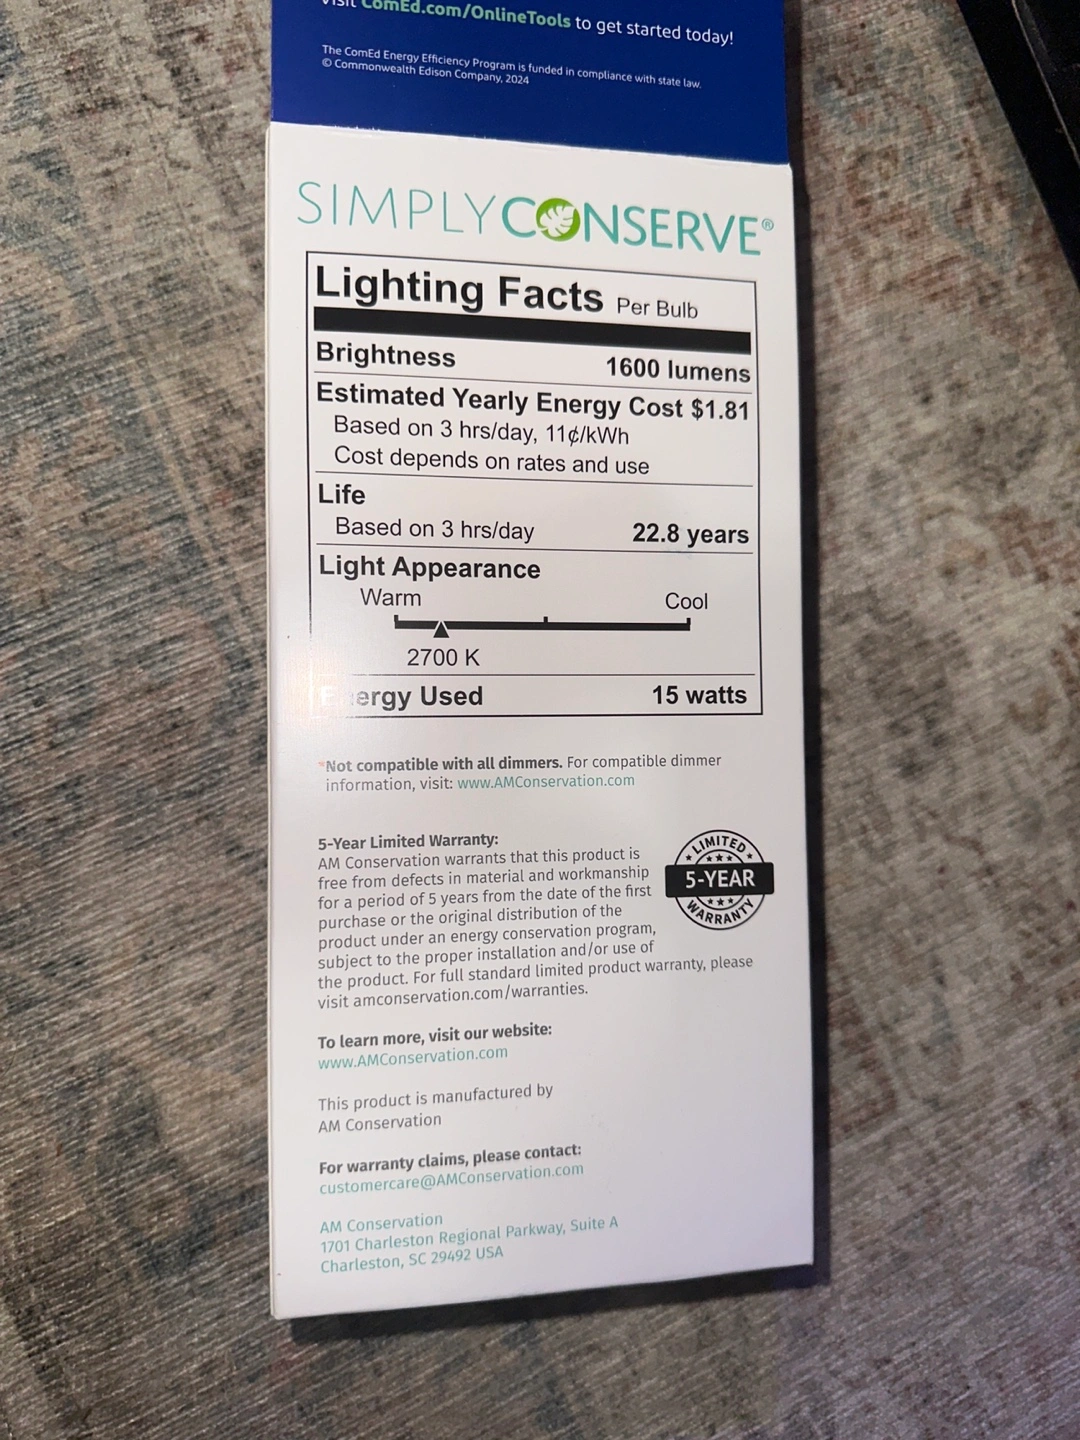 Visit ComEd.com/OnlineTools to get started today!
The ComEd Energy Efficiency Program is funded in compliance with state law.
© Commonwealth Edison Company, 2024
SIMPLYCONSERVE®
Lighting Facts Per Bulb
Brightness 1600 lumens
Estimated Yearly Energy Cost $1.81
Based on 3 hrs/day, 11¢/kWh
Cost depends on rates and use
Life
Based on 3 hrs/day 22.8 years
Light Appearance
Warm Cool
2700 K
Energy Used 15 watts
*Not compatible with all dimmers. For compatible dimmer
information, visit: www.AMConservation.com
5-Year Limited Warranty:
AM Conservation warrants that this product is
free from defects in material and workmanship
for a period of 5 years from the date of the first
purchase or the original distribution of the
product under an energy conservation program,
subject to the proper installation and/or use of
the product. For full standard limited product warranty, please
visit amconservation.com/warranties.
LIMITED
5-YEAR
WARRANTY
To learn more, visit our website:
www.AMConservation.com
This product is manufactured by
AM Conservation
For warranty claims, please contact:
customercare@AMConservation.com
AM Conservation
1701 Charleston Regional Parkway, Suite A
Charleston, SC 29492 USA